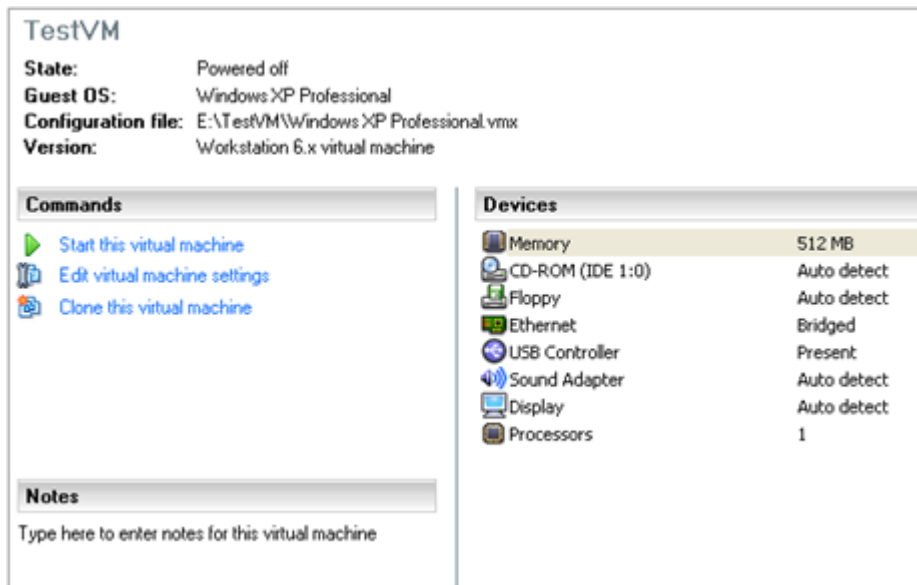 TestVM
State: Powered off
Guest OS: Windows XP Professional
Configuration file: E:\TestVM\Windows XP Professional.vmx
Version: Workstation 6.x virtual machine
Commands
Start this virtual machine
Edit virtual machine settings
Clone this virtual machine
Notes
Type here to enter notes for this virtual machine
Devices
Memory 512 MB
CD-ROM (IDE 1:0) Auto detect
Floppy Auto detect
Ethernet Bridged
USB Controller Present
Sound Adapter Auto detect
Display Auto detect
Processors 1